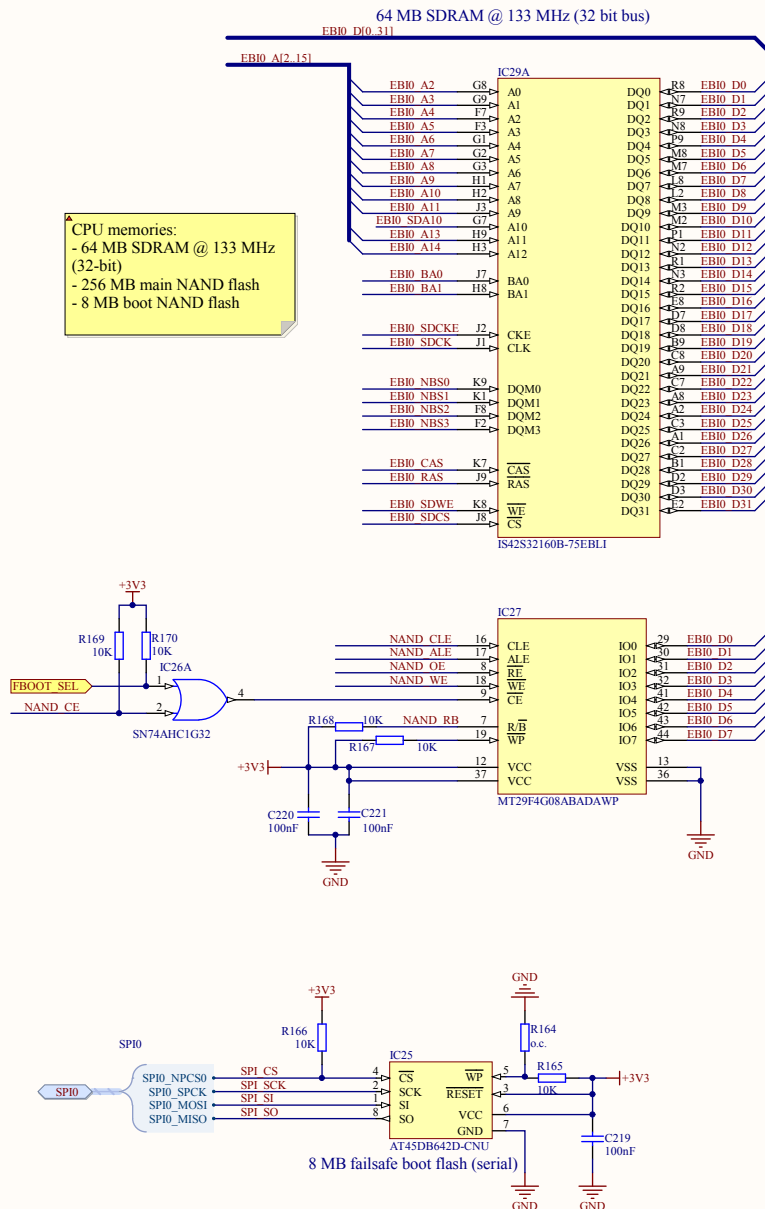 64 MB SDRAM @ 133 MHz (32 bit bus)
EBI0_D[0..31]
EBI0_A[2..15]
IC29A
EBI0_A2 G8 A0 DQ0 R8 EBI0_D0
EBI0_A3 G9 A1 DQ1 N7 EBI0_D1
EBI0_A4 F7 A2 DQ2 R9 EBI0_D2
EBI0_A5 F3 A3 DQ3 N8 EBI0_D3
EBI0_A6 G1 A4 DQ4 P9 EBI0_D4
EBI0_A7 G2 A5 DQ5 M8 EBI0_D5
EBI0_A8 G3 A6 DQ6 M7 EBI0_D6
EBI0_A9 H1 A7 DQ7 L8 EBI0_D7
EBI0_A10 H2 A8 DQ8 L2 EBI0_D8
EBI0_A11 J3 A9 DQ9 M3 EBI0_D9
EBI0_SDA10 G7 A10 DQ10 M2 EBI0_D10
EBI0_A13 H9 A11 DQ11 P1 EBI0_D11
EBI0_A14 H3 A12 DQ12 N2 EBI0_D12
DQ13 R1 EBI0_D13
EBI0_BA0 J7 BA0 DQ14 N3 EBI0_D14
EBI0_BA1 H8 BA1 DQ15 R2 EBI0_D15
DQ16 E8 EBI0_D16
DQ17 D7 EBI0_D17
EBI0_SDCKE J2 CKE DQ18 D8 EBI0_D18
EBI0_SDCK J1 CLK DQ19 B9 EBI0_D19
DQ20 C8 EBI0_D20
DQ21 A9 EBI0_D21
EBI0_NBS0 K9 DQM0 DQ22 C7 EBI0_D22
EBI0_NBS1 K1 DQM1 DQ23 A8 EBI0_D23
EBI0_NBS2 F8 DQM2 DQ24 A2 EBI0_D24
EBI0_NBS3 F2 DQM3 DQ25 C3 EBI0_D25
DQ26 A1 EBI0_D26
DQ27 C2 EBI0_D27
EBI0_CAS K7 CAS DQ28 B1 EBI0_D28
EBI0_RAS J9 RAS DQ29 D2 EBI0_D29
DQ30 D3 EBI0_D30
EBI0_SDWE K8 WE DQ31 E2 EBI0_D31
EBI0_SDCS J8 CS
IS42S32160B-75EBLI
CPU memories:
- 64 MB SDRAM @ 133 MHz
(32-bit)
- 256 MB main NAND flash
- 8 MB boot NAND flash
+3V3
R169 10K
R170 10K
IC26A
FBOOT_SEL 1
NAND_CE 2
4
SN74AHC1G32
IC27
NAND_CLE 16 CLE IO0 29 EBI0_D0
NAND_ALE 17 ALE IO1 30 EBI0_D1
NAND_OE 8 RE IO2 31 EBI0_D2
NAND_WE 18 WE IO3 32 EBI0_D3
9 CE IO4 41 EBI0_D4
IO5 42 EBI0_D5
R168 10K NAND_RB 7 R/B IO6 43 EBI0_D6
R167 10K 19 WP IO7 44 EBI0_D7
+3V3 12 VCC VSS 13
37 VCC VSS 36
MT29F4G08ABADAWP
C220 100nF
C221 100nF
GND
GND
+3V3
GND
R166 10K
R164 o.c.
SPI0
IC25
SPI0
SPI0_NPCS0 SPI_CS 4 CS WP 5 R165 10K
SPI0_SPCK SPI_SCK 2 SCK RESET 3 +3V3
SPI0_MOSI SPI_SI 1 SI VCC 6
SPI0_MISO SPI_SO 8 SO GND 7
AT45DB642D-CNU
C219 100nF
8 MB failsafe boot flash (serial)
GND
GND